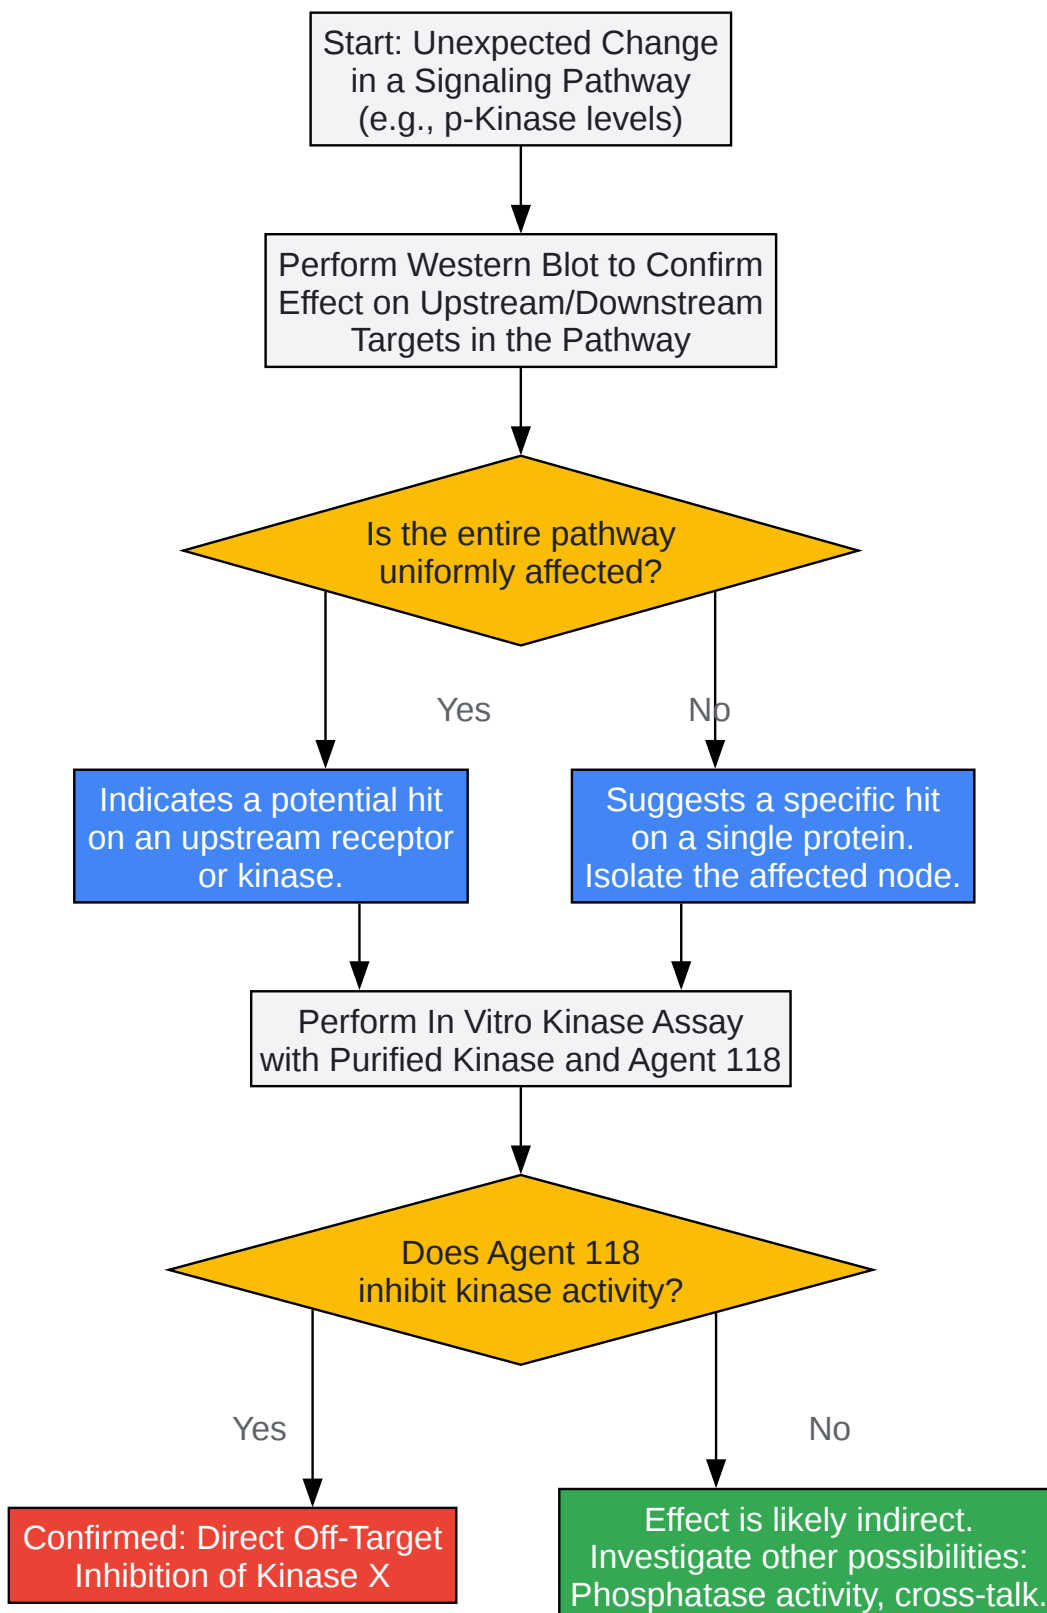 Start: Unexpected Change
in a Signaling Pathway
(e.g., p-Kinase levels)
Perform Western Blot to Confirm
Effect on Upstream/Downstream
Targets in the Pathway
Is the entire pathway
uniformly affected?
Yes
No
Indicates a potential hit
on an upstream receptor
or kinase.
Suggests a specific hit
on a single protein.
Isolate the affected node.
Perform In Vitro Kinase Assay
with Purified Kinase and Agent 118
Does Agent 118
inhibit kinase activity?
Yes
No
Confirmed: Direct Off-Target
Inhibition of Kinase X
Effect is likely indirect.
Investigate other possibilities:
Phosphatase activity, cross-talk.